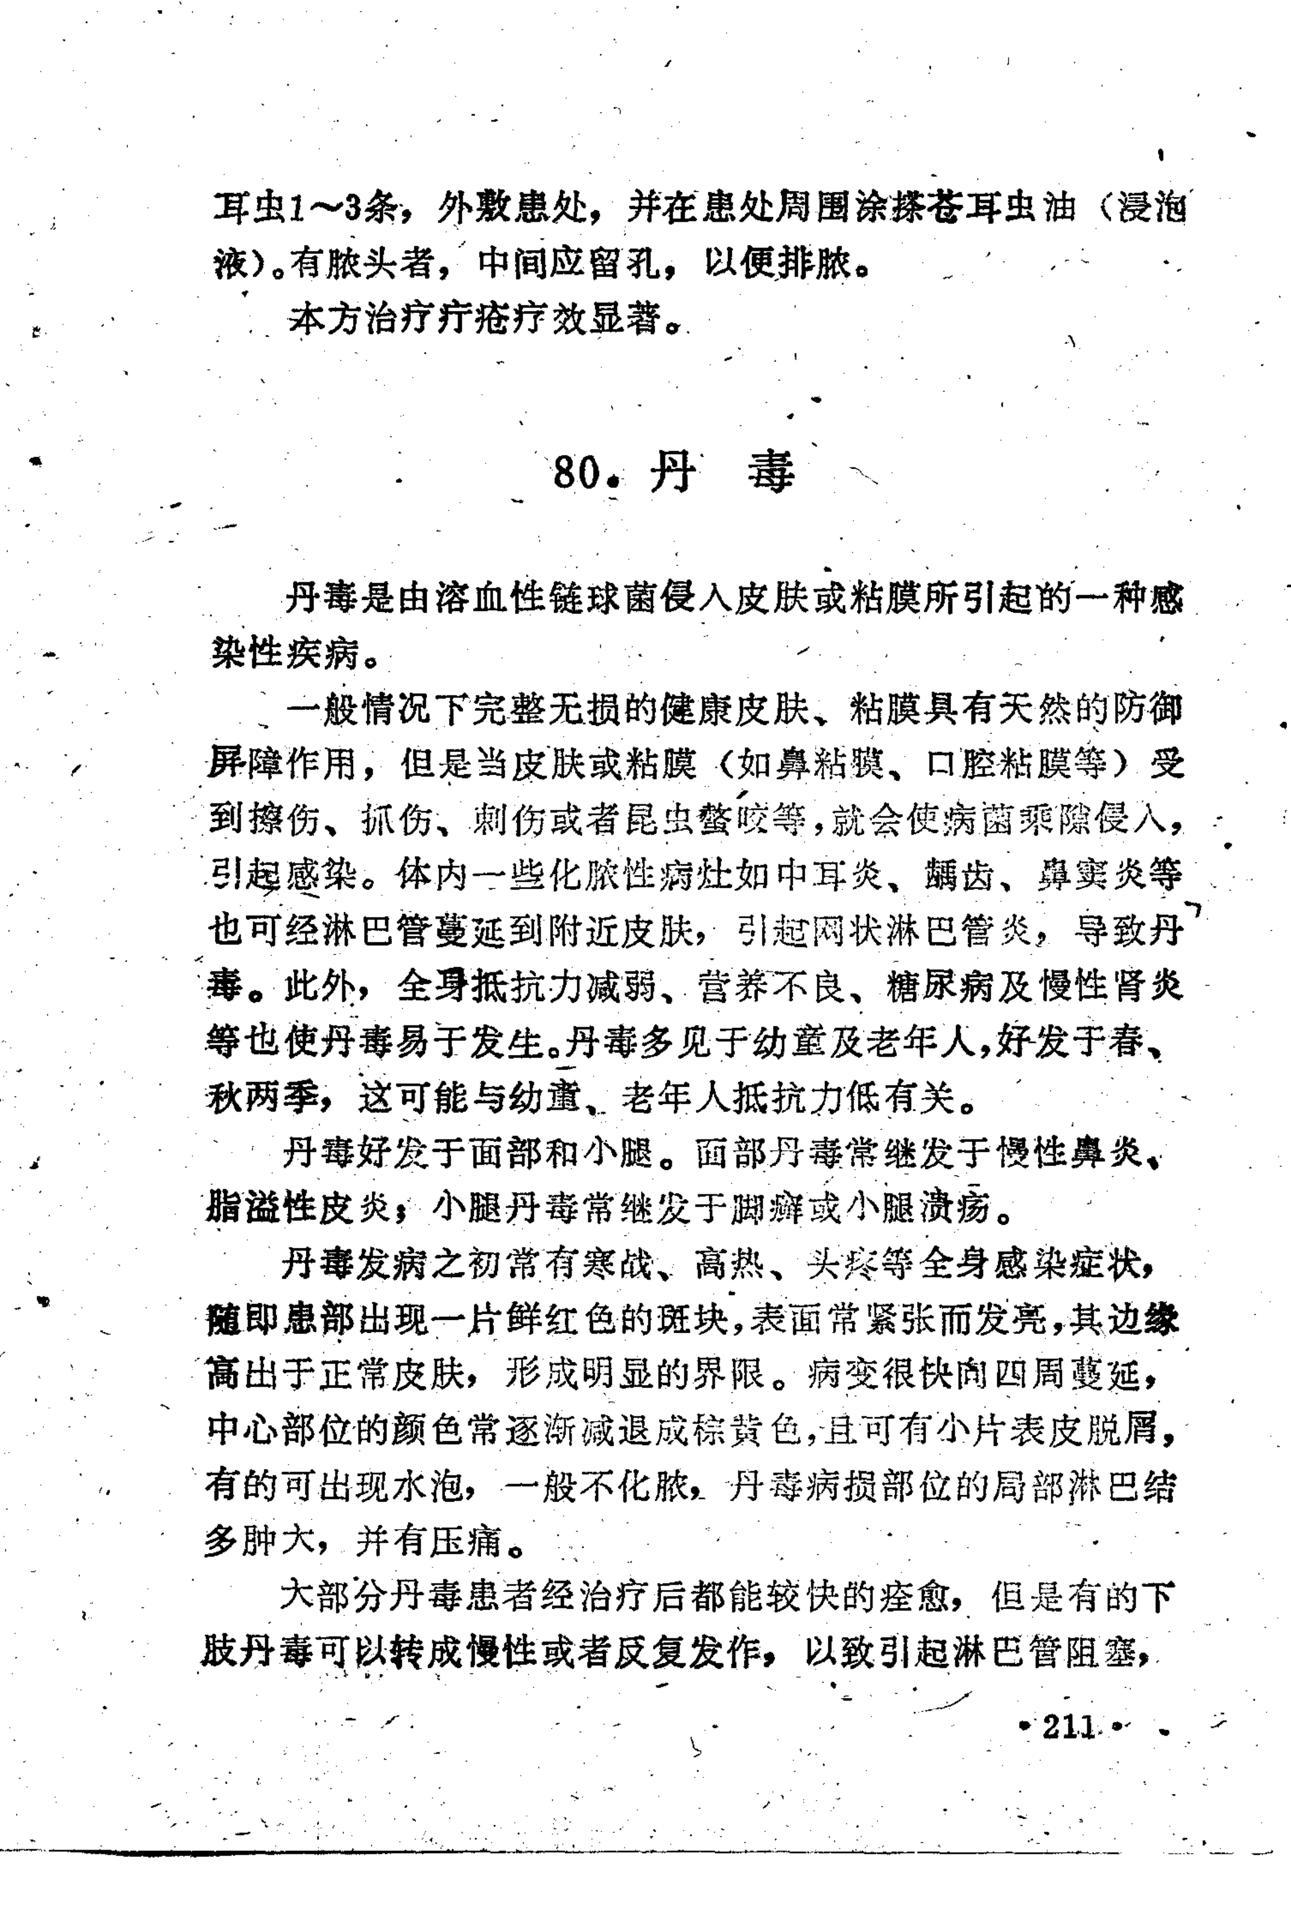 耳虫1～3条，外敷患处，并在患处周围涂搽苍耳虫油（浸泡
液）。有脓头者，中间应留孔，以便排脓。
本方治疗疔疮疗效显著。
80．丹　毒
丹毒是由溶血性链球菌侵入皮肤或粘膜所引起的一种感
染性疾病。
一般情况下完整无损的健康皮肤、粘膜具有天然的防御
屏障作用，但是当皮肤或粘膜（如鼻粘膜、口腔粘膜等）受
到擦伤、抓伤、刺伤或者昆虫螫咬等，就会使病菌乘隙侵入，
引起感染。体内一些化脓性病灶如中耳炎、龋齿、鼻窦炎等
也可经淋巴管蔓延到附近皮肤，引起网状淋巴管炎，导致丹
毒。此外，全身抵抗力减弱、营养不良、糖尿病及慢性肾炎
等也使丹毒易于发生。丹毒多见于幼童及老年人，好发于春、
秋两季，这可能与幼童、老年人抵抗力低有关。
丹毒好发于面部和小腿。面部丹毒常继发于慢性鼻炎、
脂溢性皮炎；小腿丹毒常继发于脚癣或小腿溃疡。
丹毒发病之初常有寒战、高热、头疼等全身感染症状，
随即患部出现一片鲜红色的斑块，表面常紧张而发亮，其边缘
高出于正常皮肤，形成明显的界限。病变很快向四周蔓延，
中心部位的颜色常逐渐减退成棕黄色，且可有小片表皮脱屑，
有的可出现水泡，一般不化脓，丹毒病损部位的局部淋巴结
多肿大，并有压痛。
大部分丹毒患者经治疗后都能较快的痊愈，但是有的下
肢丹毒可以转成慢性或者反复发作，以致引起淋巴管阻塞，
·211·